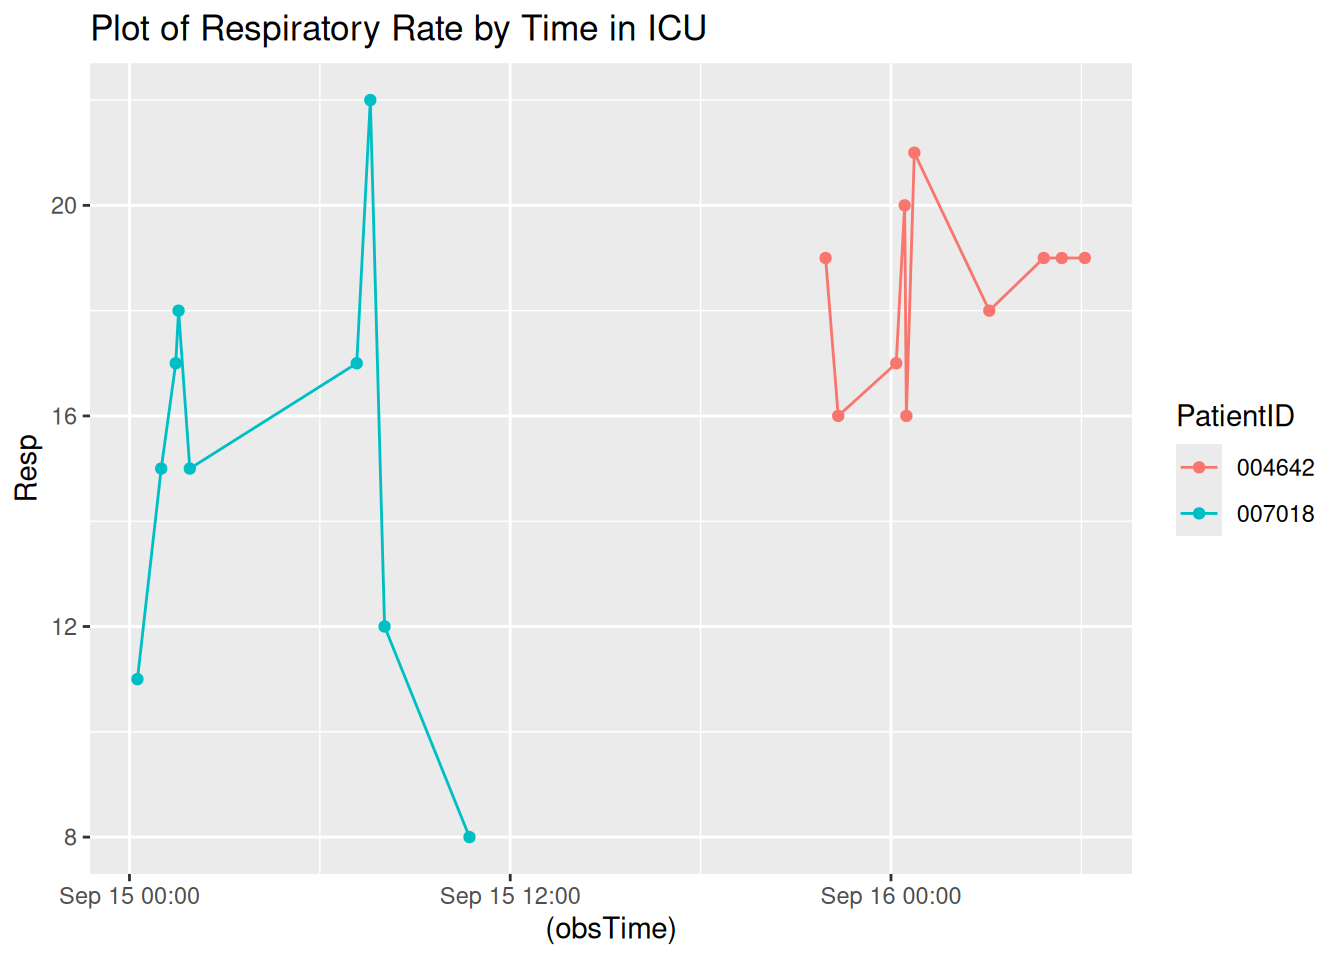 Plot of Respiratory Rate by Time in ICU
20
16
12
8
Resp
Sep 15 00:00
Sep 15 12:00
Sep 16 00:00
(obsTime)
PatientID
004642
007018